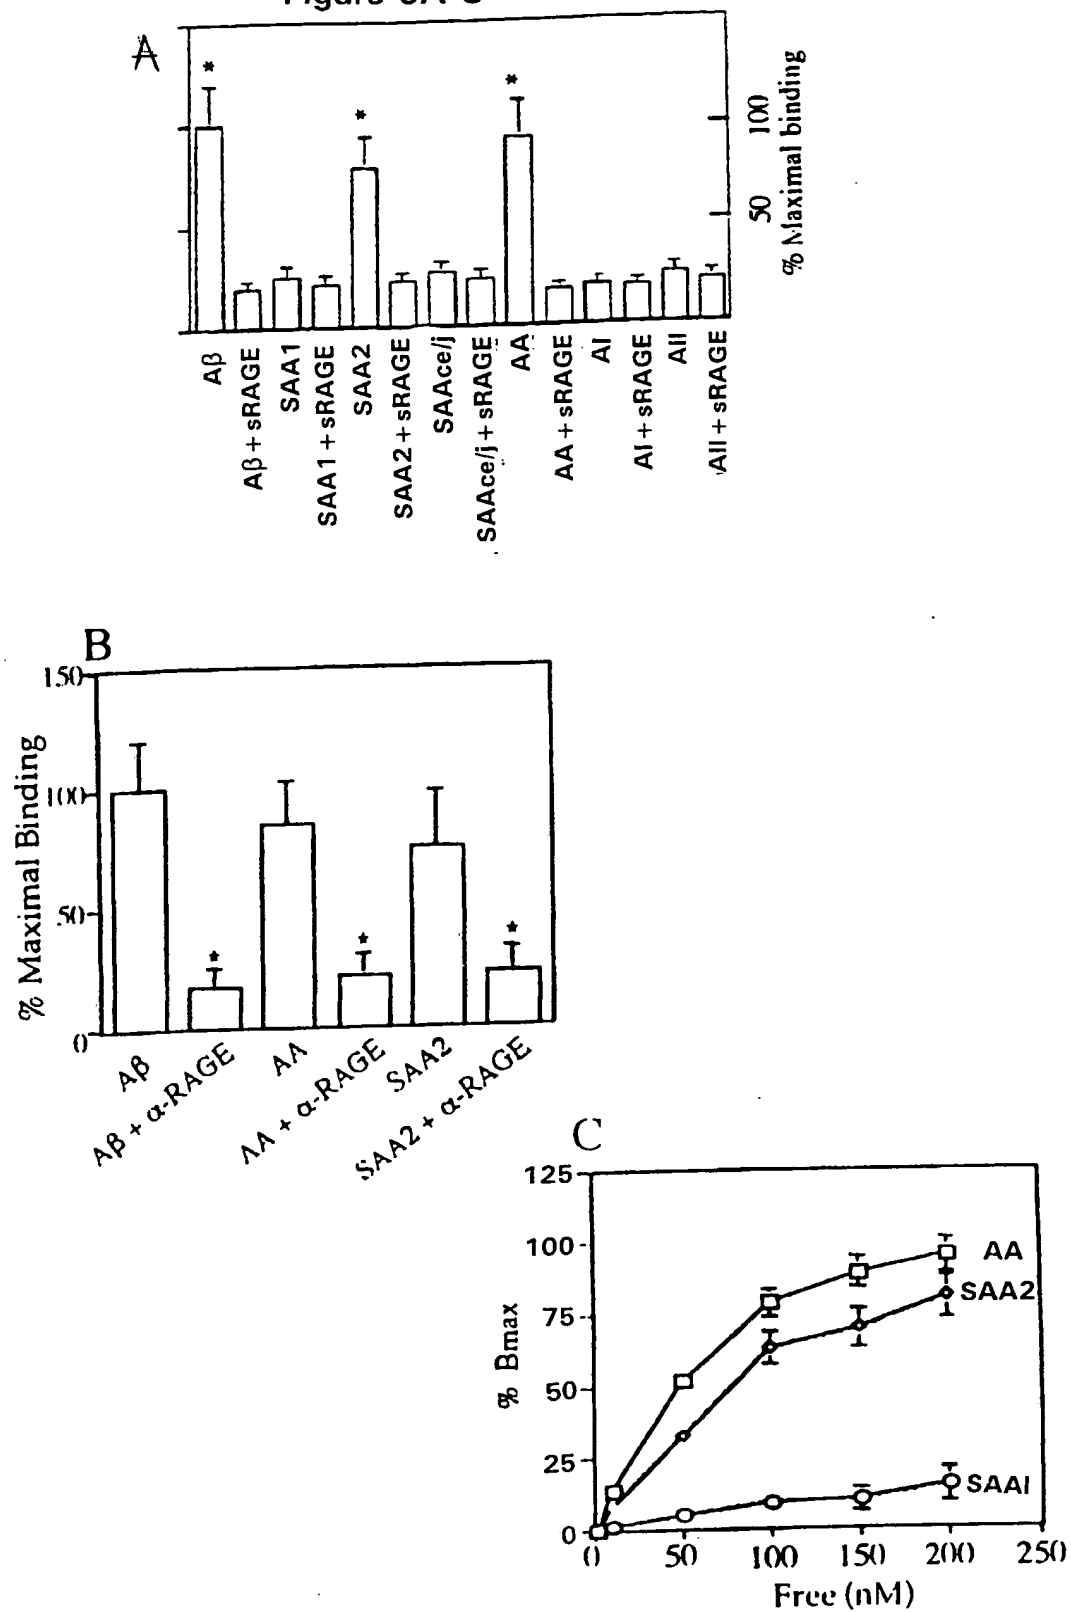 A
*
*
*
100
50
% Maximal binding
Aβ
Aβ + sRAGE
SAA1
SAA1 + sRAGE
SAA2
SAA2 + sRAGE
SAAce/j
SAAce/j + sRAGE
AA
AA + sRAGE
AI
AI + sRAGE
AII
AII + sRAGE
B
150
100
50
0
% Maximal Binding
*
*
*
Aβ
Aβ + α-RAGE
AA
AA + α-RAGE
SAA2
SAA2 + α-RAGE
C
125
100
75
50
25
0
% Bmax
AA
SAA2
SAA1
0 50 100 150 200 250
Free (nM)